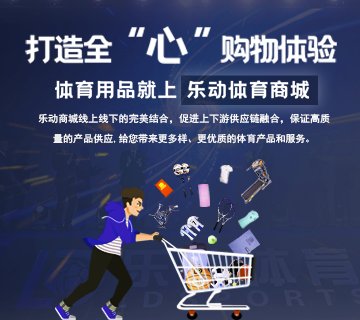 打造全“心”购物体验
体育用品就上 乐动体育商城
乐动商城线上线下的完美结合，促进上下游供应链融合，保证高质
量的产品供应.给您带来更多样、更优质的体育产品和服务。